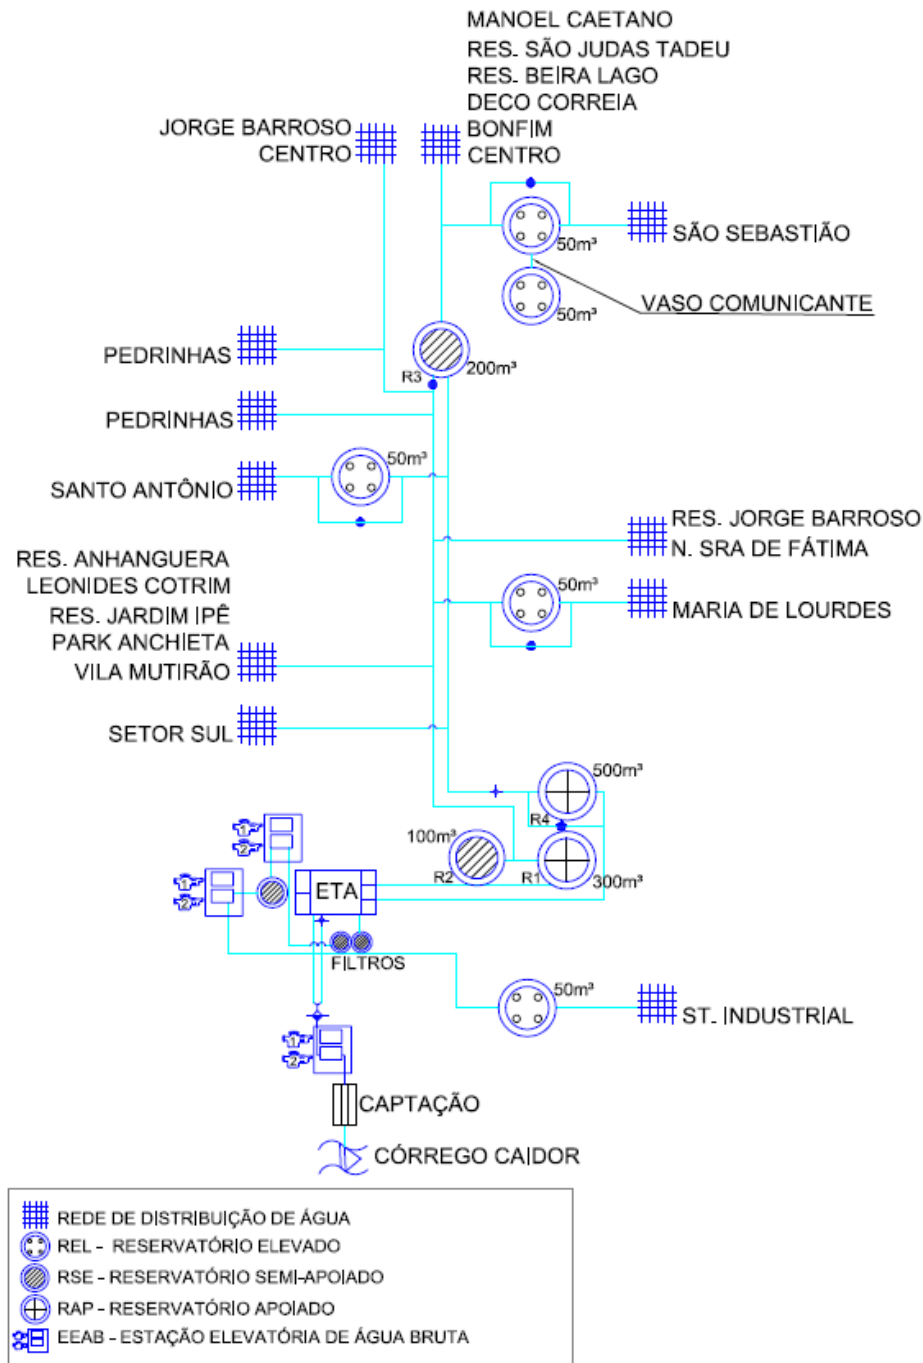 MANOEL CAETANO
RES. SÃO JUDAS TADEU
RES. BEIRA LAGO
DECO CORREIA
BONFIM
CENTRO
JORGE BARROSO
CENTRO
50m³
SÃO SEBASTIÃO
50m³
VASO COMUNICANTE
PEDRINHAS
R3
200m³
PEDRINHAS
50m³
SANTO ANTÔNIO
RES. JORGE BARROSO
N. SRA DE FÁTIMA
RES. ANHANGUERA
LEONIDES COTRIM
RES. JARDIM IPÊ
PARK ANCHIETA
VILA MUTIRÃO
50m³
MARIA DE LOURDES
SETOR SUL
500m³
R4
100m³
R2
R1
300m³
1
2
1
2
ETA
FILTROS
50m³
ST. INDUSTRIAL
1
2
CAPTAÇÃO
CÓRREGO CAIDOR
REDE DE DISTRIBUIÇÃO DE ÁGUA
REL - RESERVATÓRIO ELEVADO
RSE - RESERVATÓRIO SEMI-APOIADO
RAP - RESERVATÓRIO APOIADO
EEAB - ESTAÇÃO ELEVATÓRIA DE ÁGUA BRUTA